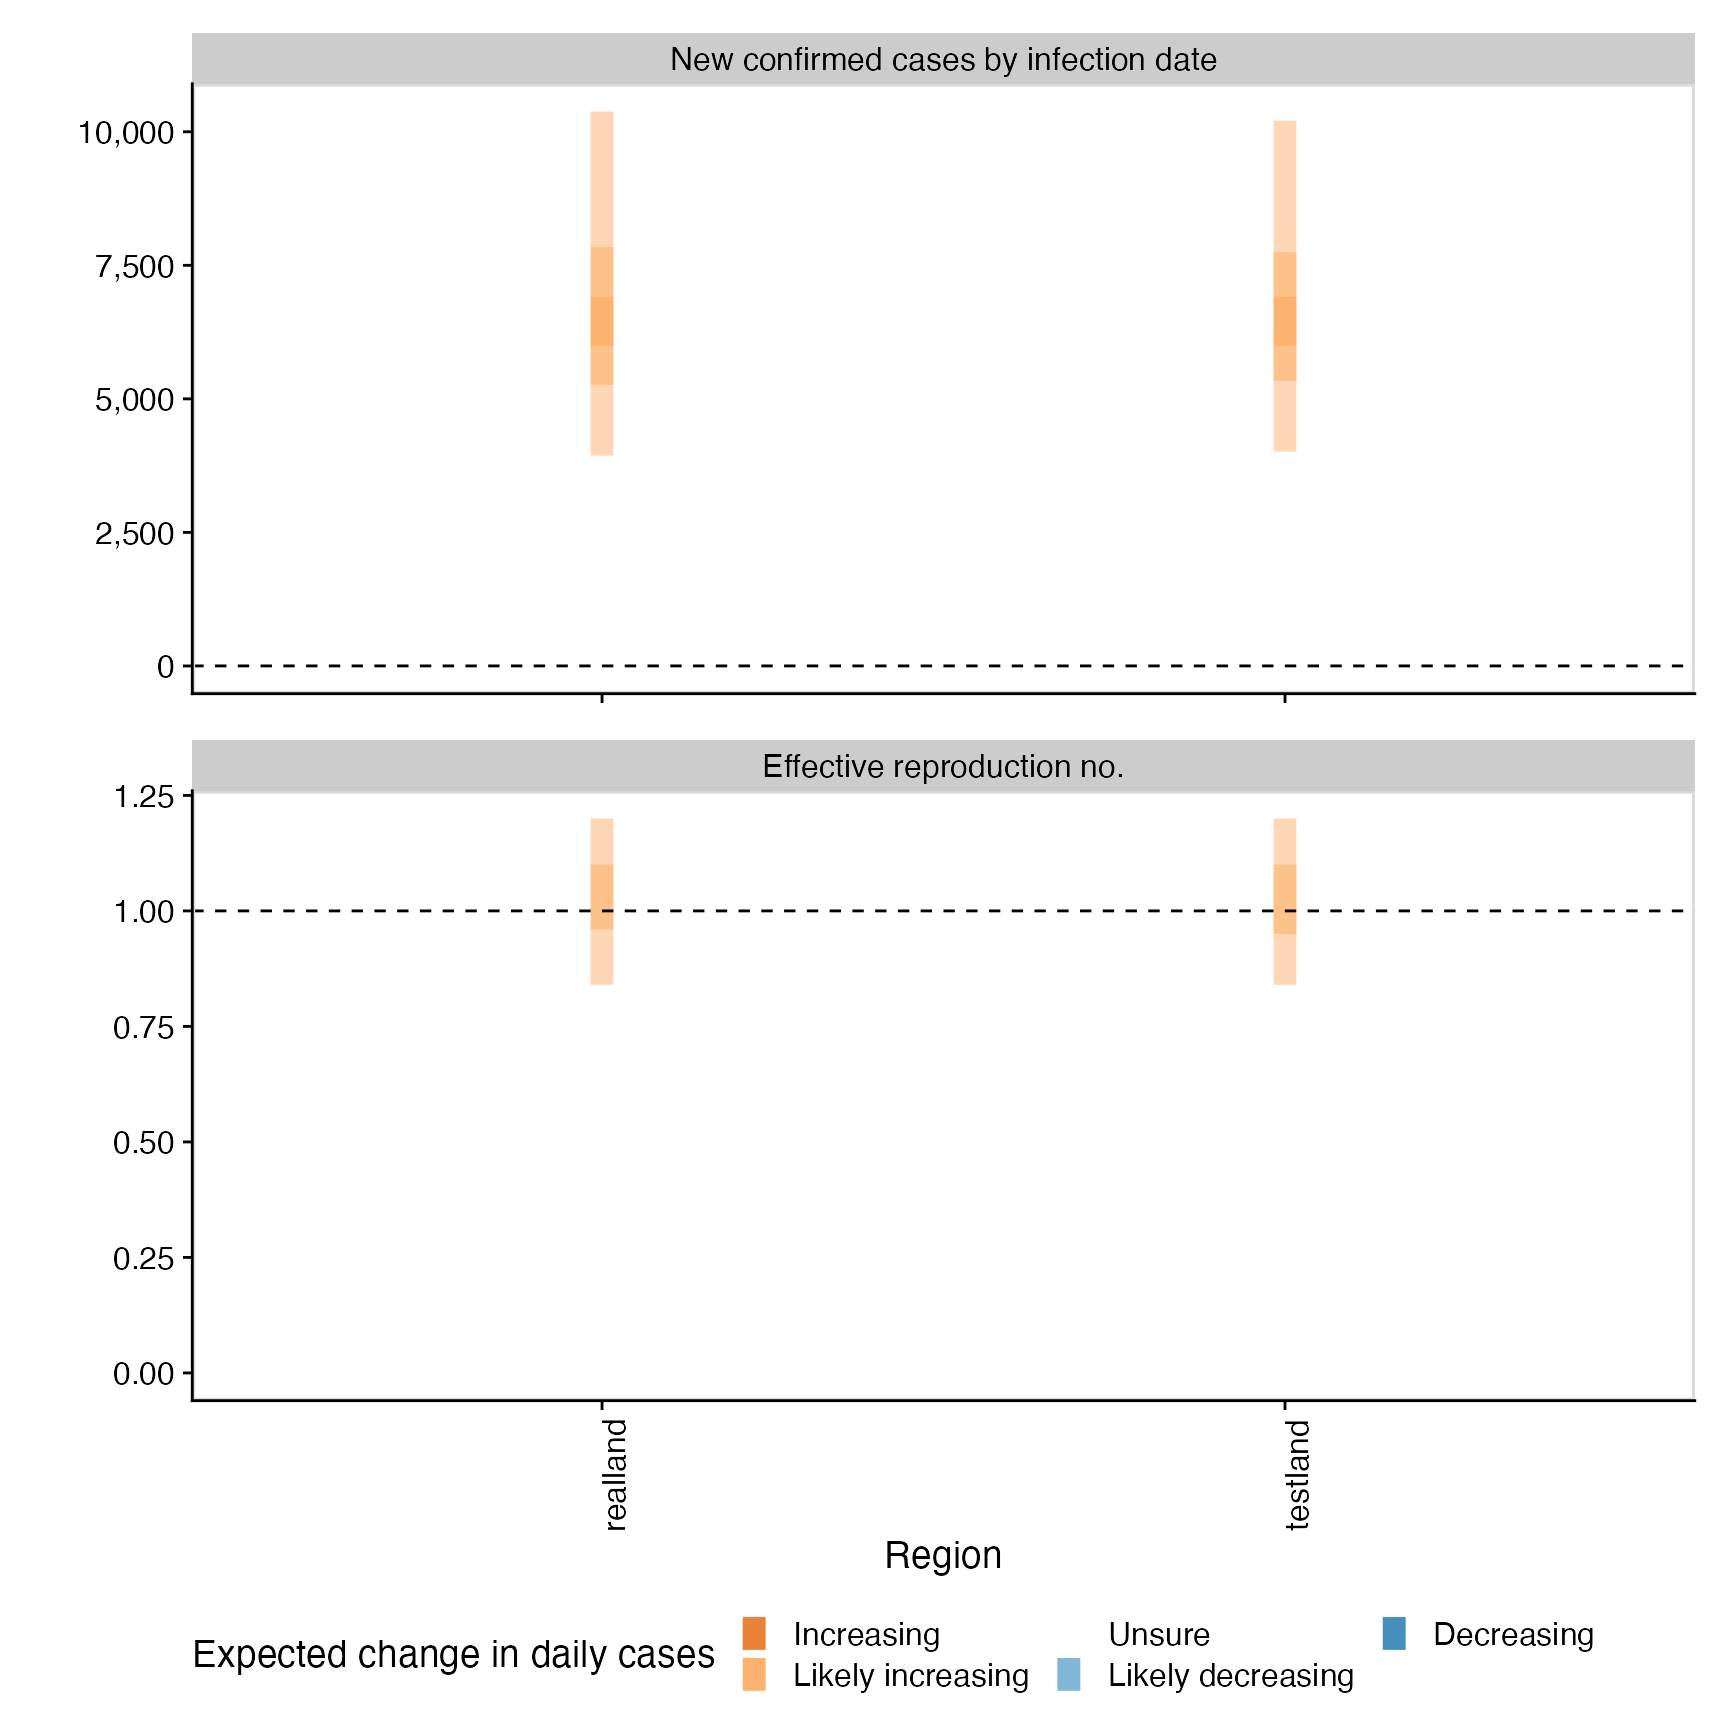 New confirmed cases by infection date
10,000
7,500
5,000
2,500
0
Effective reproduction no.
1.25
1.00
0.75
0.50
0.25
0.00
realland
testland
Region
Expected change in daily cases
Increasing
Unsure
Decreasing
Likely increasing
Likely decreasing